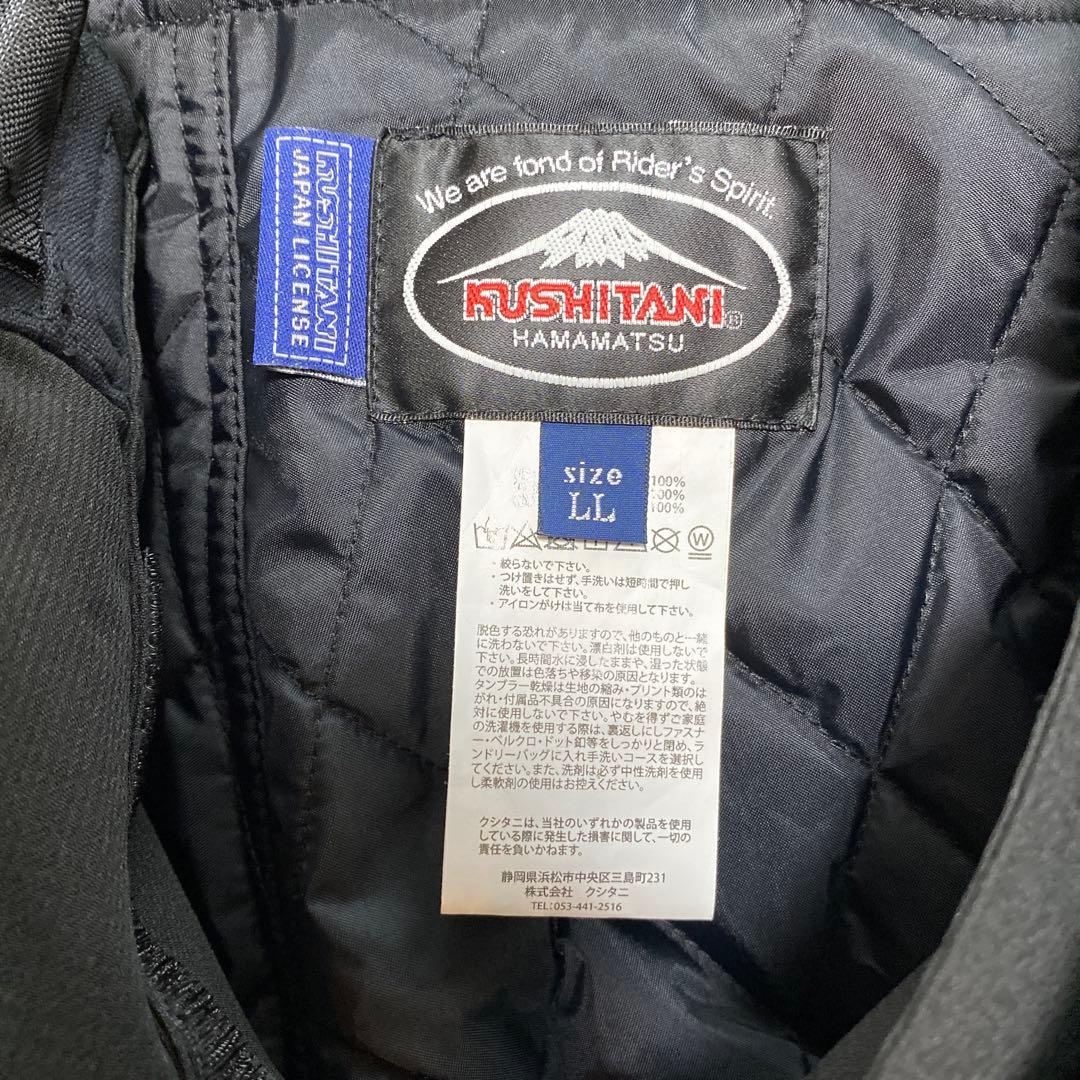 KUSHITANI
JAPAN LICENSE
We are fond of Rider's Spirit.
KUSHITANI®
HAMAMATSU
size
LL
100%
100%
100%
W
・絞らないで下さい。
・つけ置きはせず、手洗いは短時間で押し
洗いをして下さい。
・アイロンがけは当て布を使用して下さい。
脱色する恐れがありますので、他のものと一緒
に洗わないで下さい。漂白剤は使用しないで
下さい。長時間水に浸したままや、湿った状態
での放置は色落ちや移染の原因となります。
タンブラー乾燥は生地の縮み・プリント類のは
がれ・付属品不具合の原因になりますので、絶
対に使用しないで下さい。やむを得ずご家庭
の洗濯機を使用する際は、裏返しにしファスナ
ー・ベルクロ・ドット釦等をしっかりと閉め、ラ
ンドリーバッグに入れ手洗いコースを選択し
てください。また、洗剤は必ず中性洗剤を使用
し柔軟剤の使用はお控えください。
クシタニは、当社のいずれかの製品を使用
している際に発生した損害に関して、一切の
責任を負いかねます。
静岡県浜松市中央区三島町231
株式会社 クシタニ
TEL:053-441-2516